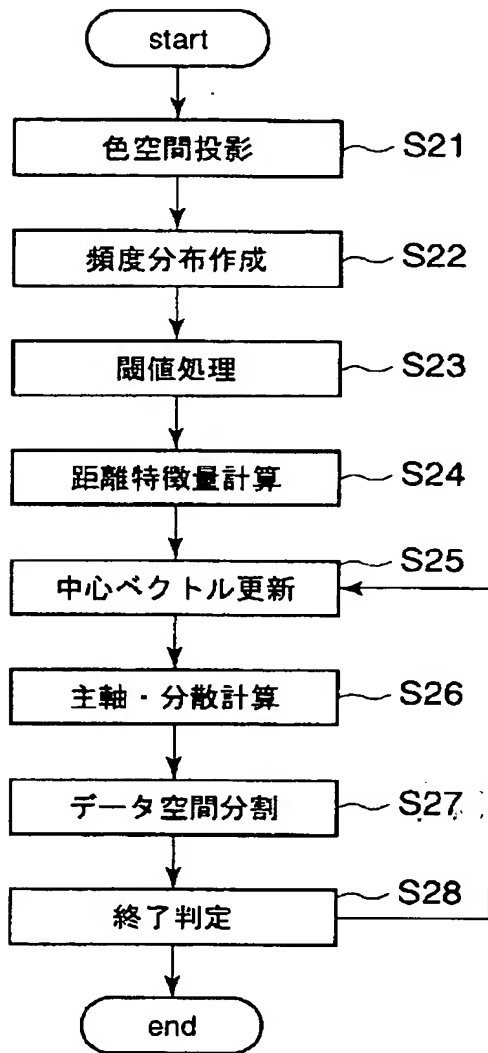 start
色空間投影 S21
頻度分布作成 S22
閾値処理 S23
距離特徴量計算 S24
中心ベクトル更新 S25
主軸・分散計算 S26
データ空間分割 S27
終了判定 S28
end